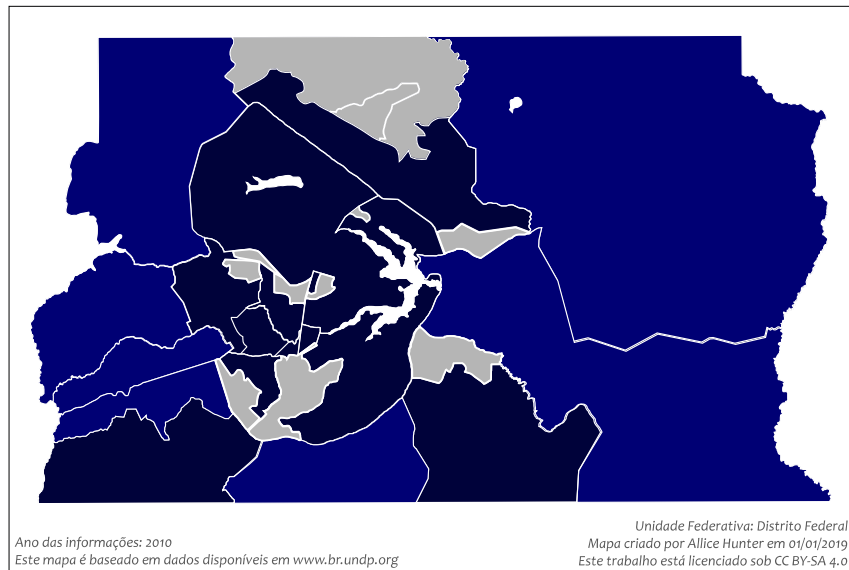 Ano das informações: 2010
Este mapa é baseado em dados disponíveis em www.br.undp.org
Unidade Federativa: Distrito Federal
Mapa criado por Allice Hunter em 01/01/2019
Este trabalho está licenciado sob CC BY-SA 4.0